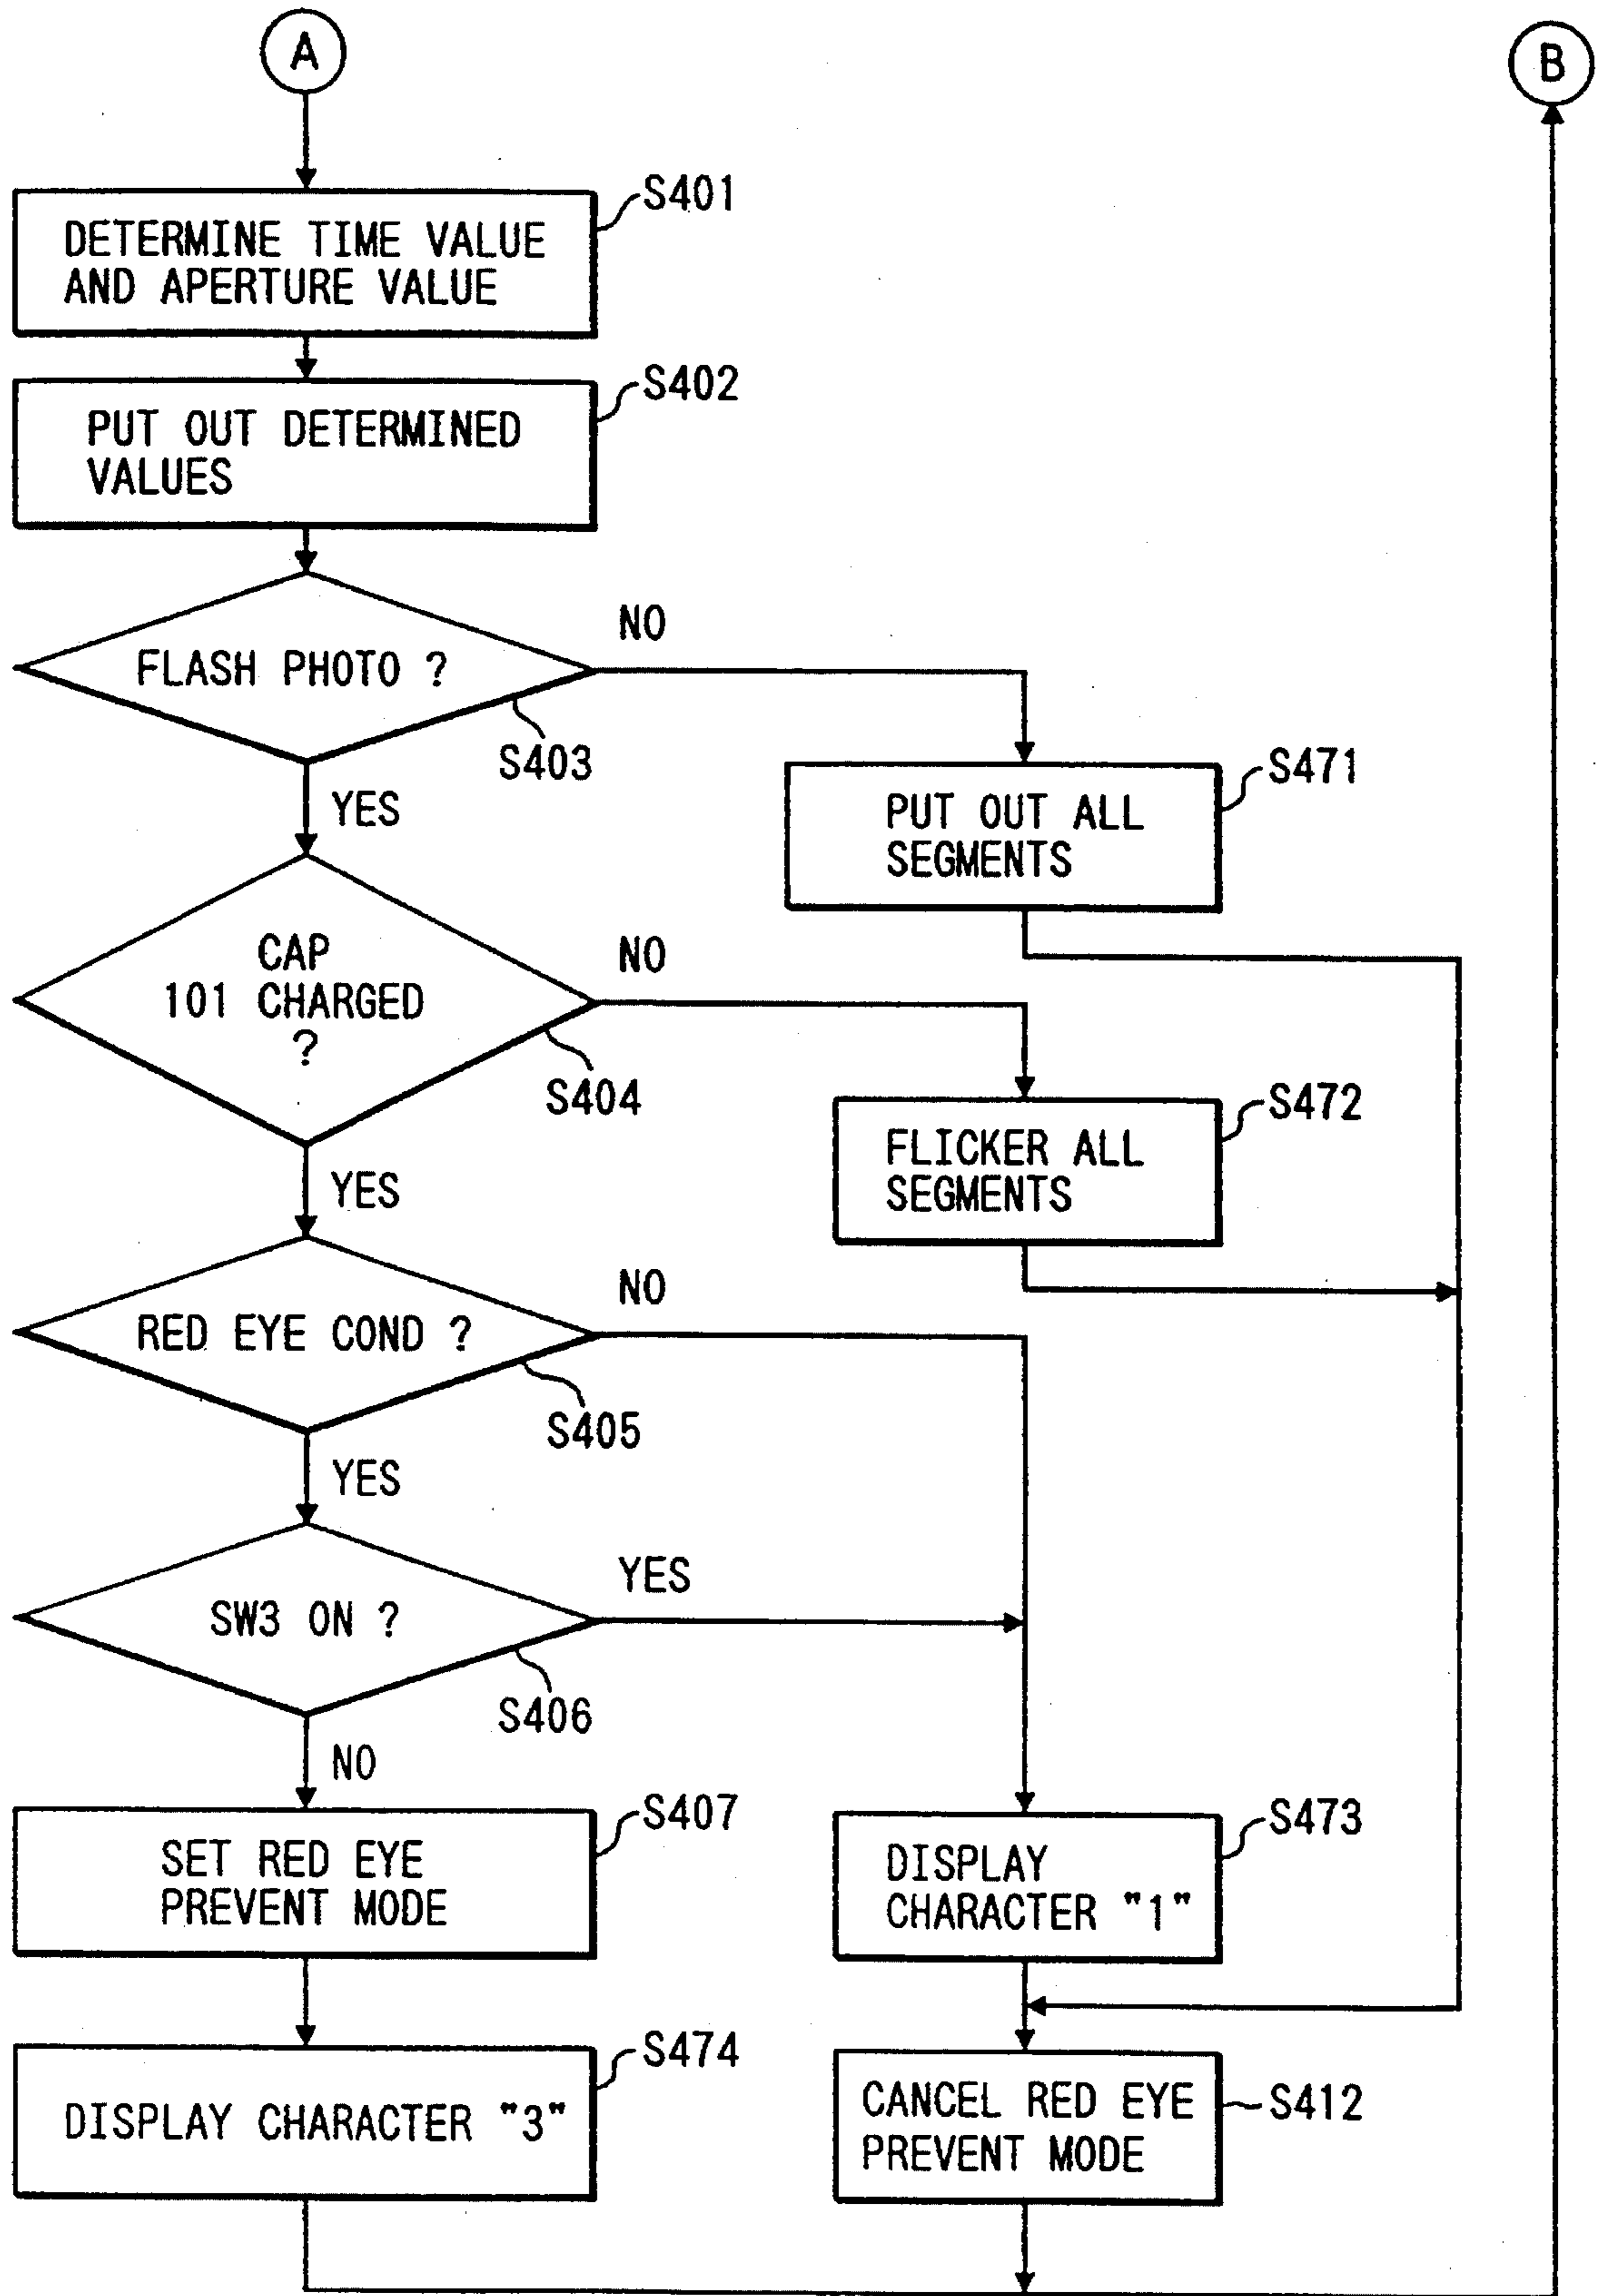 A
B
S401
DETERMINE TIME VALUE
AND APERTURE VALUE
S402
PUT OUT DETERMINED
VALUES
NO
FLASH PHOTO ?
S403
YES
S471
PUT OUT ALL
SEGMENTS
NO
CAP
101 CHARGED
?
S404
YES
S472
FLICKER ALL
SEGMENTS
NO
RED EYE COND ?
S405
YES
YES
SW3 ON ?
S406
NO
S407
SET RED EYE
PREVENT MODE
S473
DISPLAY
CHARACTER "1"
S474
DISPLAY CHARACTER "3"
S412
CANCEL RED EYE
PREVENT MODE